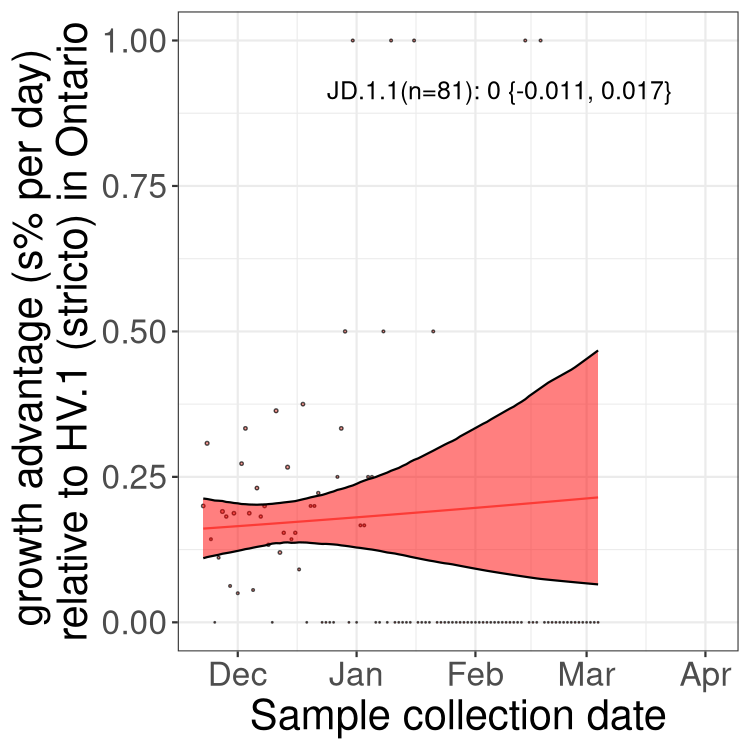 growth advantage (s% per day)
relative to HV.1 (stricto) in Ontario
1.00
0.75
0.50
0.25
0.00
JD.1.1(n=81): 0 {-0.011, 0.017}
Dec Jan Feb Mar Apr
Sample collection date